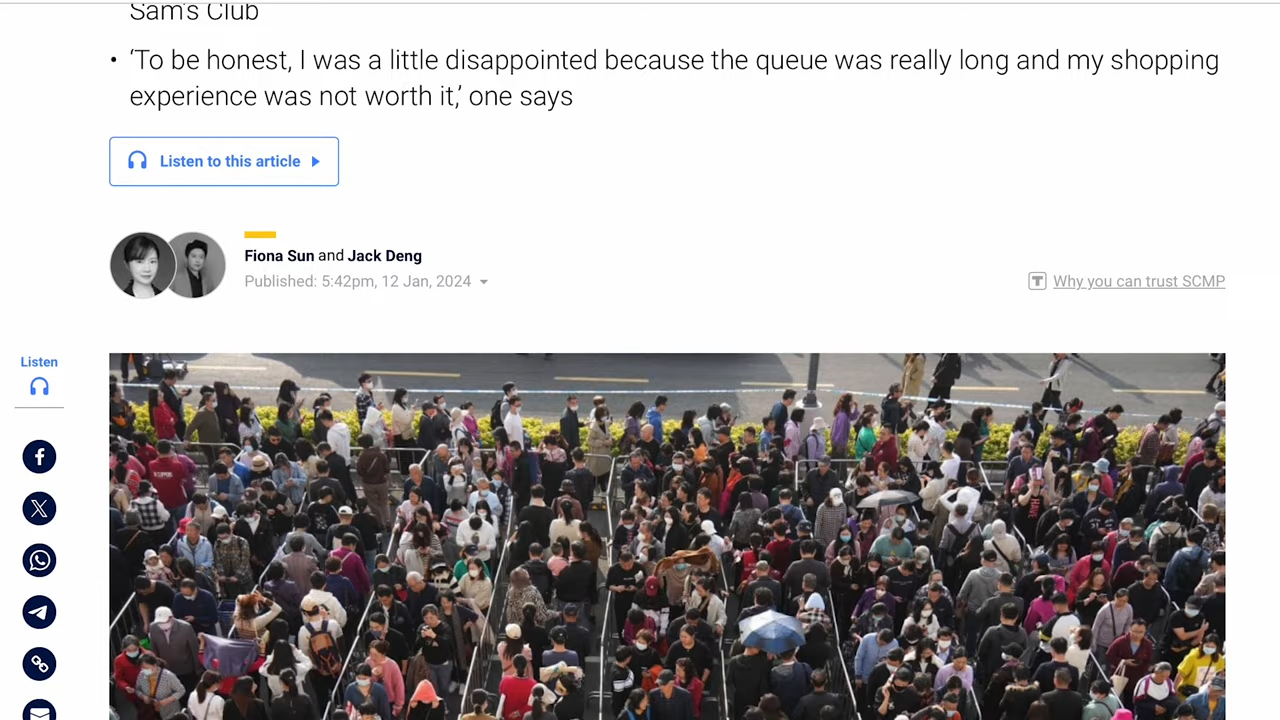 Sam's Club
• 'To be honest, I was a little disappointed because the queue was really long and my shopping
experience was not worth it,' one says
Listen to this article
Fiona Sun and Jack Deng
Published: 5:42pm, 12 Jan, 2024
Why you can trust SCMP
Listen